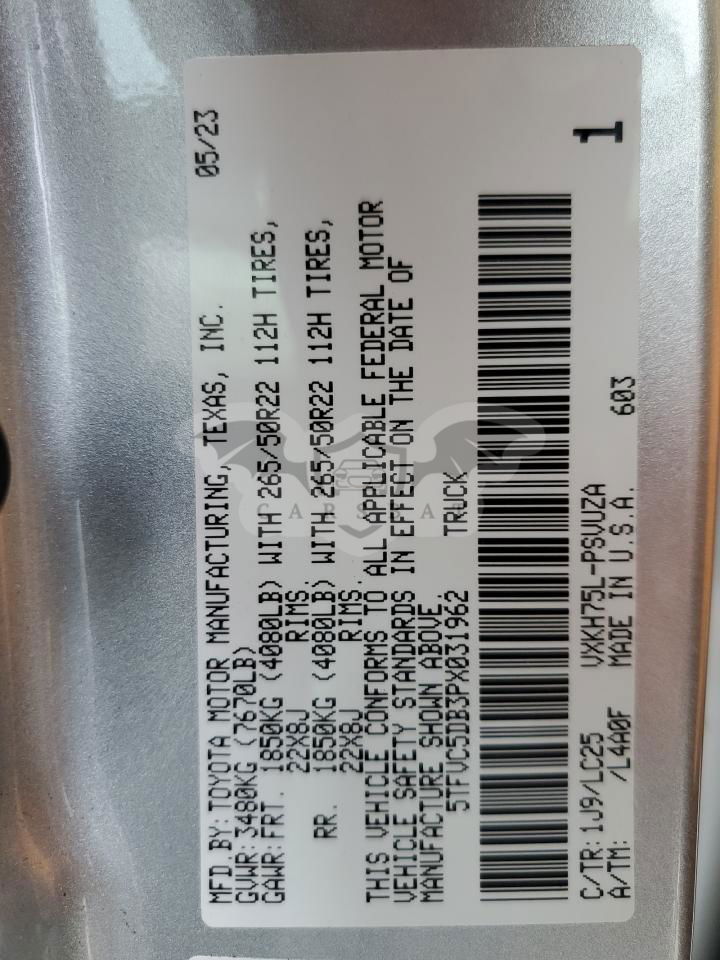 MFD.BY:TOYOTA MOTOR MANUFACTURING, TEXAS, INC. 05/23
GVWR:3480KG (7670LB)
GAWR:FRT. 1850KG (4080LB) WITH 265/50R22 112H TIRES,
22X8J RIMS.
RR. 1850KG (4080LB) WITH 265/50R22 112H TIRES,
22X8J RIMS.
THIS VEHICLE CONFORMS TO ALL APPLICABLE FEDERAL MOTOR
VEHICLE SAFETY STANDARDS IN EFFECT ON THE DATE OF
MANUFACTURE SHOWN ABOVE.
5TFVC5DB3PX031962 TRUCK
C/TR:1J9/LC25 VXKH75L-PSVUZA 603 1
A/TM: /L4A0F MADE IN U.S.A.